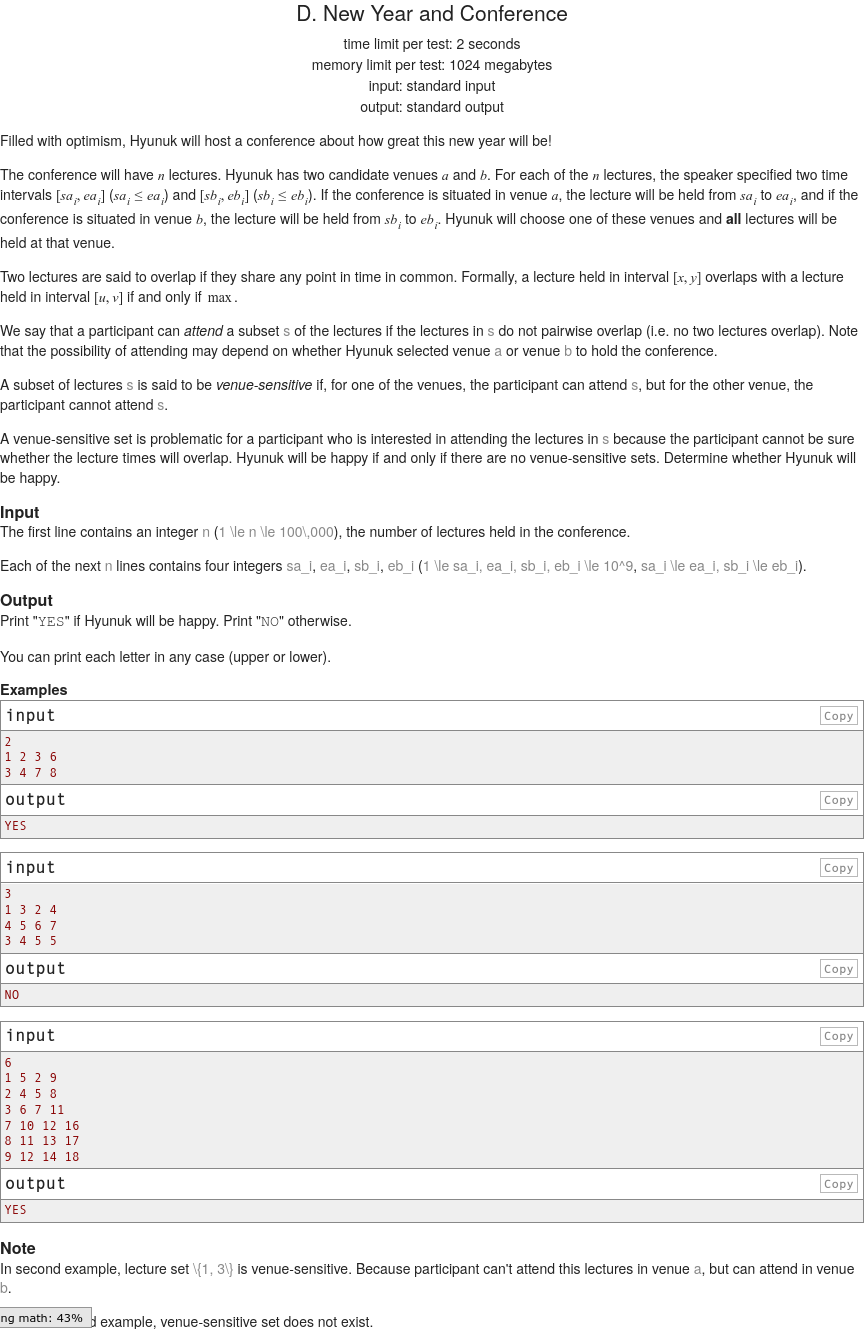 D. New Year and Conference
time limit per test: 2 seconds
memory limit per test: 1024 megabytes
input: standard input
output: standard output
Filled with optimism, Hyunuk will host a conference about how great this new year will be!
The conference will have n lectures. Hyunuk has two candidate venues a and b. For each of the n lectures, the speaker specified two time
intervals [sa_i, ea_i] (sa_i ≤ ea_i) and [sb_i, eb_i] (sb_i ≤ eb_i). If the conference is situated in venue a, the lecture will be held from sa_i to ea_i, and if the
conference is situated in venue b, the lecture will be held from sb_i to eb_i. Hyunuk will choose one of these venues and all lectures will be
held at that venue.
Two lectures are said to overlap if they share any point in time in common. Formally, a lecture held in interval [x, y] overlaps with a lecture
held in interval [u, v] if and only if max.
We say that a participant can attend a subset s of the lectures if the lectures in s do not pairwise overlap (i.e. no two lectures overlap). Note
that the possibility of attending may depend on whether Hyunuk selected venue a or venue b to hold the conference.
A subset of lectures s is said to be venue-sensitive if, for one of the venues, the participant can attend s, but for the other venue, the
participant cannot attend s.
A venue-sensitive set is problematic for a participant who is interested in attending the lectures in s because the participant cannot be sure
whether the lecture times will overlap. Hyunuk will be happy if and only if there are no venue-sensitive sets. Determine whether Hyunuk will
be happy.
Input
The first line contains an integer n (1 \le n \le 100\,000), the number of lectures held in the conference.
Each of the next n lines contains four integers sa_i, ea_i, sb_i, eb_i (1 \le sa_i, ea_i, sb_i, eb_i \le 10^9, sa_i \le ea_i, sb_i \le eb_i).
Output
Print "YES" if Hyunuk will be happy. Print "NO" otherwise.
You can print each letter in any case (upper or lower).
Examples
input
Copy
2
1 2 3 6
3 4 7 8
output
Copy
YES
input
Copy
3
1 3 2 4
4 5 6 7
3 4 5 5
output
Copy
NO
input
Copy
6
1 5 2 9
2 4 5 8
3 6 7 11
7 10 12 16
8 11 13 17
9 12 14 18
output
Copy
YES
Note
In second example, lecture set \{1, 3\} is venue-sensitive. Because participant can't attend this lectures in venue a, but can attend in venue
b.
ng math: 43%
d example, venue-sensitive set does not exist.